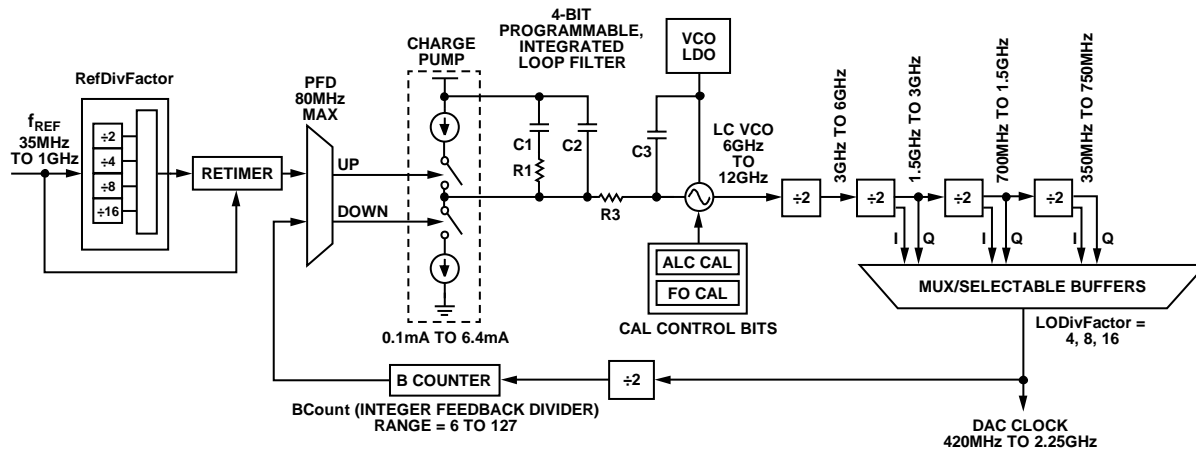 RefDivFactor
fREF
35MHz
TO 1GHz
÷2
÷4
÷8
÷16
RETIMER
PFD
80MHz
MAX
UP
DOWN
CHARGE
PUMP
0.1mA TO 6.4mA
4-BIT
PROGRAMMABLE,
INTEGRATED
LOOP FILTER
C1
R1
C2
R3
C3
VCO
LDO
LC VCO
6GHz
TO
12GHz
ALC CAL
FO CAL
CAL CONTROL BITS
÷2
3GHz TO 6GHz
÷2
1.5GHz TO 3GHz
÷2
700MHz TO 1.5GHz
÷2
350MHz TO 750MHz
I
Q
I
Q
I
Q
MUX/SELECTABLE BUFFERS
LODivFactor =
4, 8, 16
B COUNTER
÷2
BCount (INTEGER FEEDBACK DIVIDER)
RANGE = 6 TO 127
DAC CLOCK
420MHz TO 2.25GHz